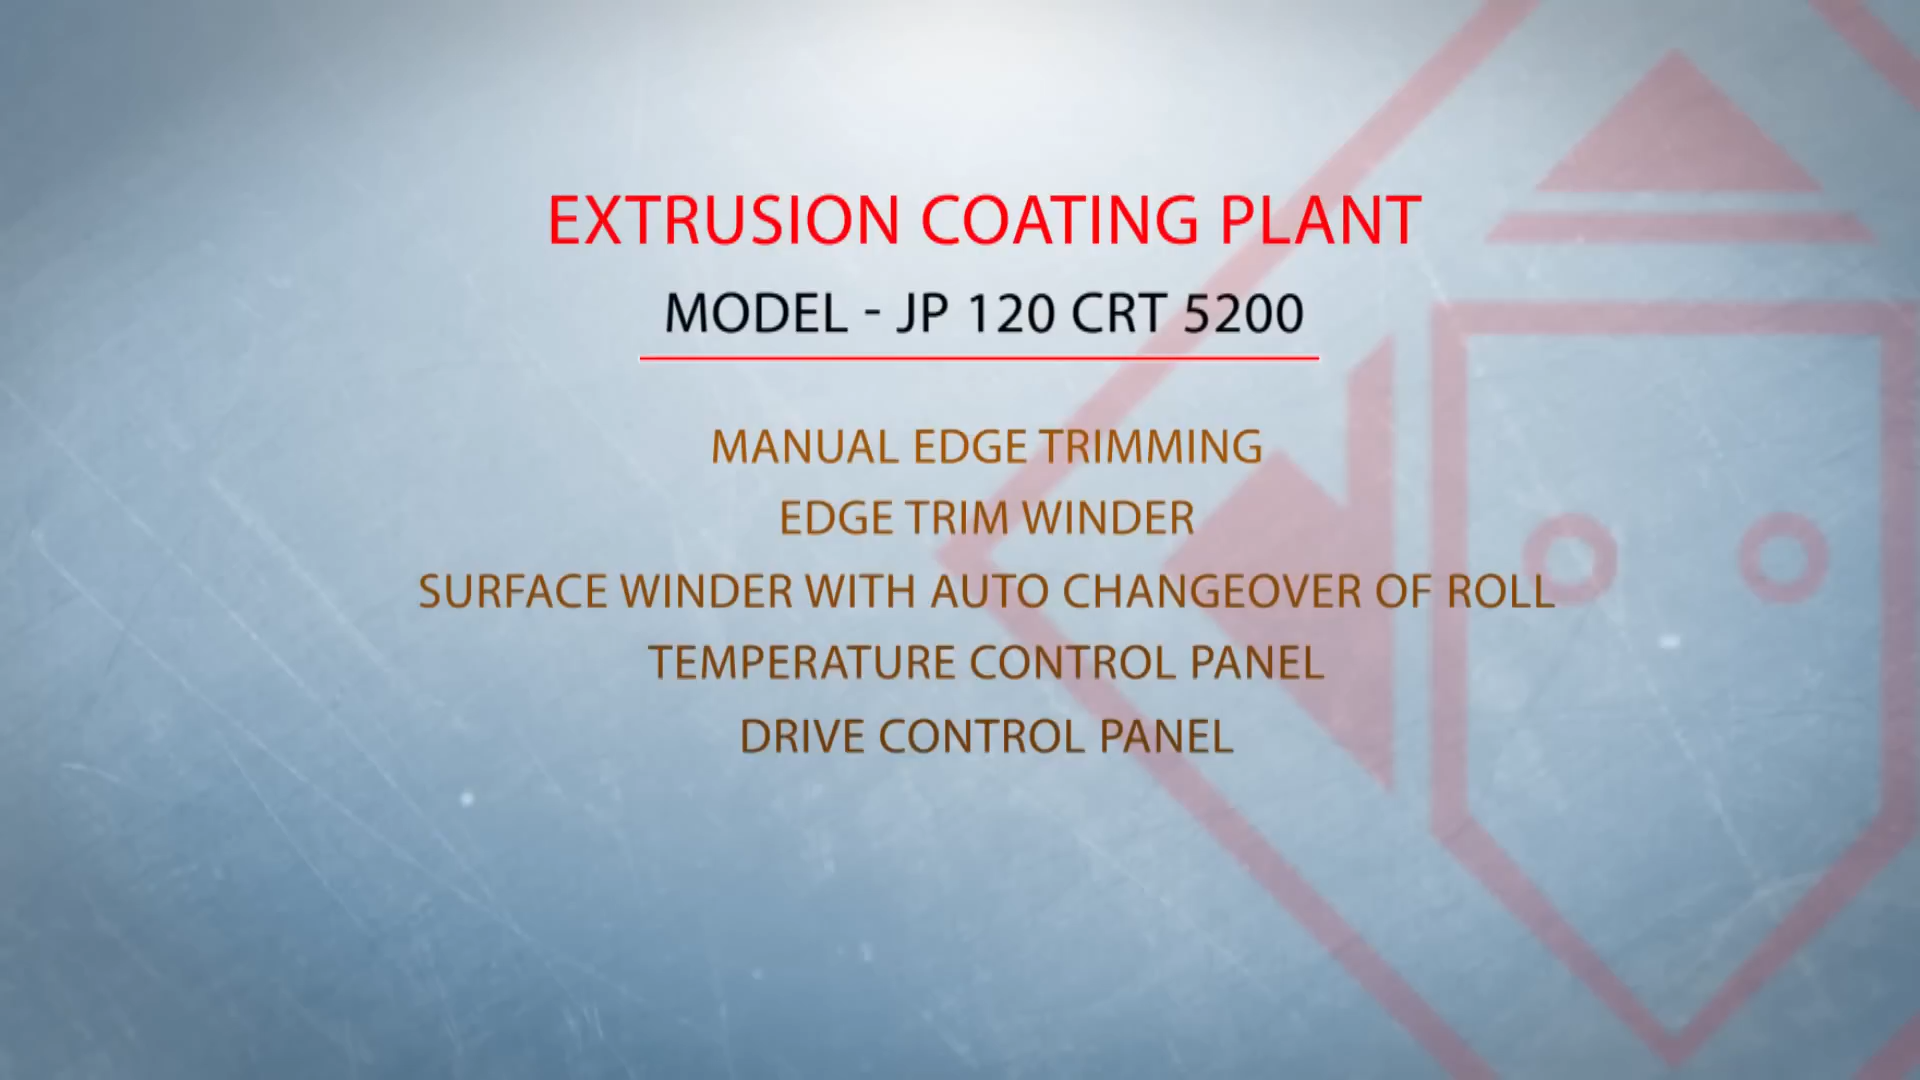 EXTRUSION COATING PLANT
MODEL - JP 120 CRT 5200
MANUAL EDGE TRIMMING
EDGE TRIM WINDER
SURFACE WINDER WITH AUTO CHANGEOVER OF ROLL
TEMPERATURE CONTROL PANEL
DRIVE CONTROL PANEL